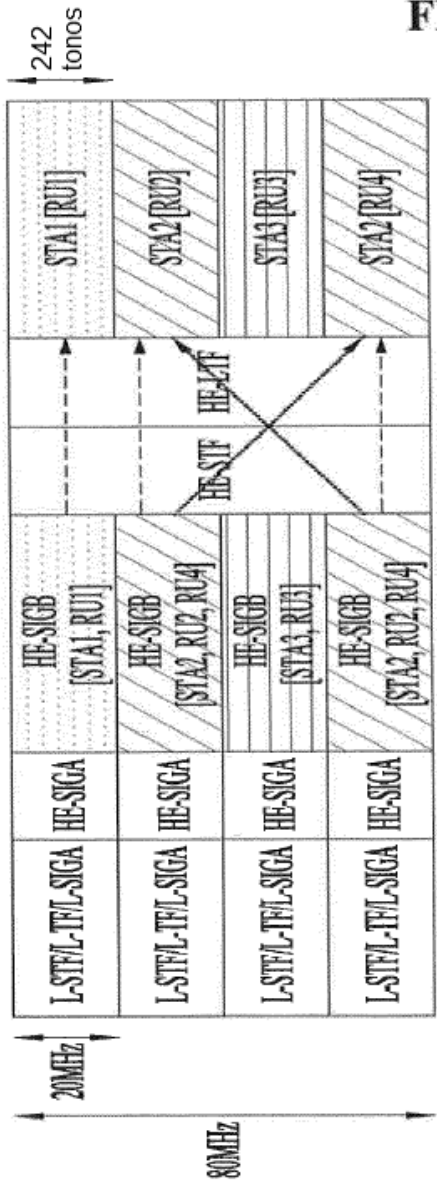 80MHz
20MHz
L-STF/L-TF/L-SIGA
HE-SIGA
HE-SIGB
[STA1, RU1]
HE-STF
HE-LTF
STA1 [RU1]
242
tonos
L-STF/L-TF/L-SIGA
HE-SIGA
HE-SIGB
[STA2, RU2, RU4]
STA2 [RU2]
L-STF/L-TF/L-SIGA
HE-SIGA
HE-SIGB
[STA3, RU3]
STA3 [RU3]
L-STF/L-TF/L-SIGA
HE-SIGA
HE-SIGB
[STA2, RU2, RU4]
STA2 [RU4]